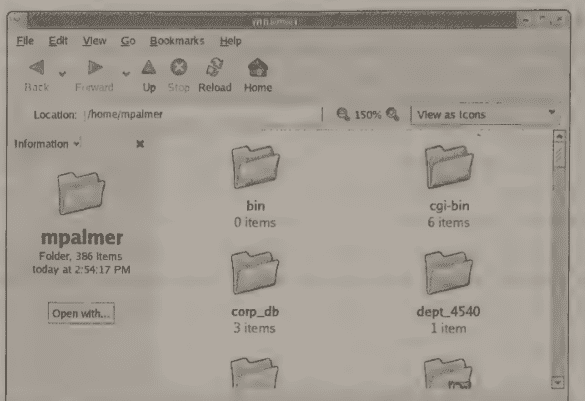 mpalmer
File Edit View Go Bookmarks Help
Back Forward Up Stop Reload Home
Location: /home/mpalmer 150% View as Icons
Information
bin
0 items
cgi-bin
6 items
mpalmer
Folder, 386 items
today at 2:54:17 PM
Open with...
corp_db
3 items
dept_4540
1 item